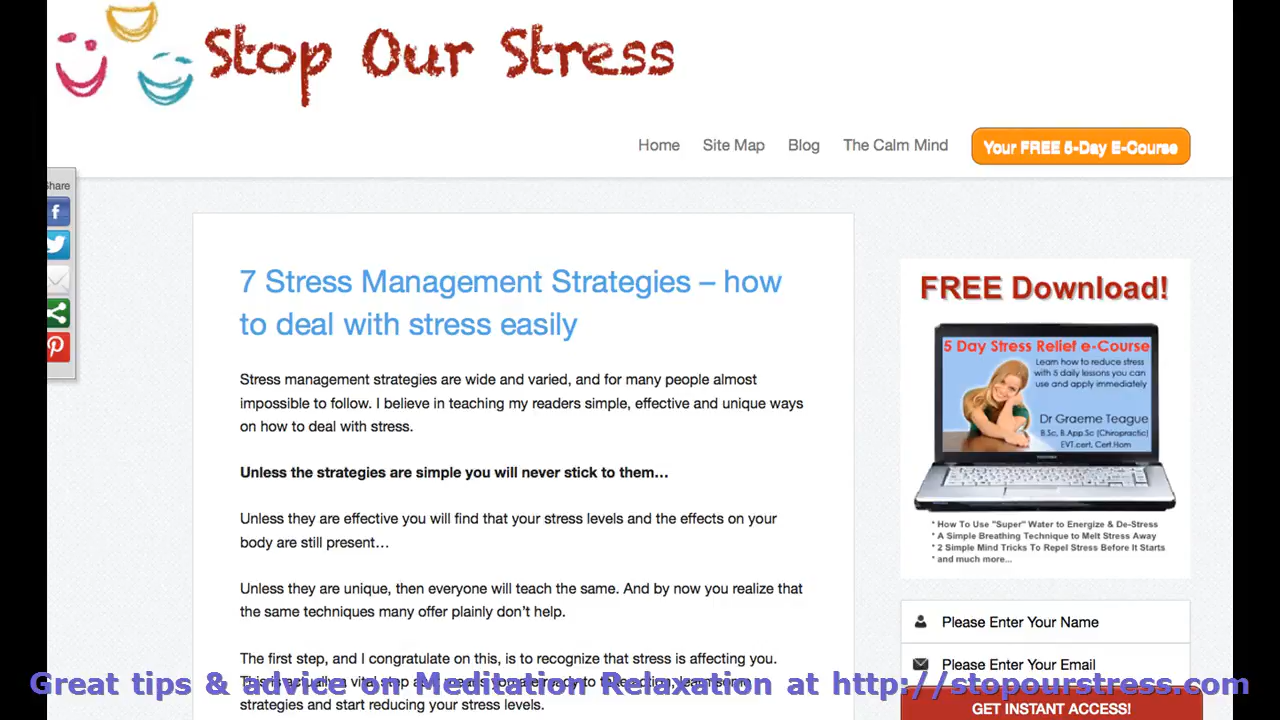 Stop Our Stress
Home Site Map Blog The Calm Mind Your FREE 5-Day E-Course
Share
7 Stress Management Strategies – how
to deal with stress easily
Stress management strategies are wide and varied, and for many people almost
impossible to follow. I believe in teaching my readers simple, effective and unique ways
on how to deal with stress.
Unless the strategies are simple you will never stick to them…
Unless they are effective you will find that your stress levels and the effects on your
body are still present…
Unless they are unique, then everyone will teach the same. And by now you realize that
the same techniques many offer plainly don't help.
The first step, and I congratulate on this, is to recognize that stress is affecting you.
strategies and start reducing your stress levels.
FREE Download!
5 Day Stress Relief e-Course
Learn how to reduce stress
with 5 daily lessons you can
use and apply immediately
Dr Graeme Teague
B.Sc, B.App.Sc (Chiropractic)
EVT.cert, Cert.Hom
* How To Use "Super" Water to Energize & De-Stress
* A Simple Breathing Technique to Melt Stress Away
* 2 Simple Mind Tricks To Repel Stress Before It Starts
* and much more...
Please Enter Your Name
Please Enter Your Email
GET INSTANT ACCESS!
Great tips & advice on Meditation Relaxation at http://stopourstress.com